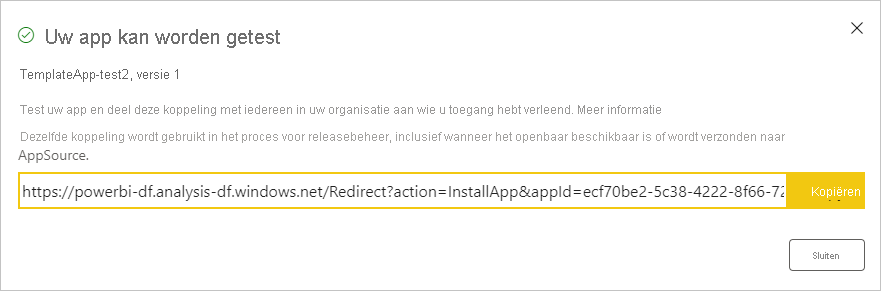 Uw app kan worden getest
TemplateApp-test2, versie 1
Test uw app en deel deze koppeling met iedereen in uw organisatie aan wie u toegang hebt verleend. Meer informatie
Dezelfde koppeling wordt gebruikt in het proces voor releasebeheer, inclusief wanneer het openbaar beschikbaar is of wordt verzonden naar
AppSource.
https://powerbi-df.analysis-df.windows.net/Redirect?action=InstallApp&appId=ecf70be2-5c38-4222-8f66-72 Kopiëren
Sluiten